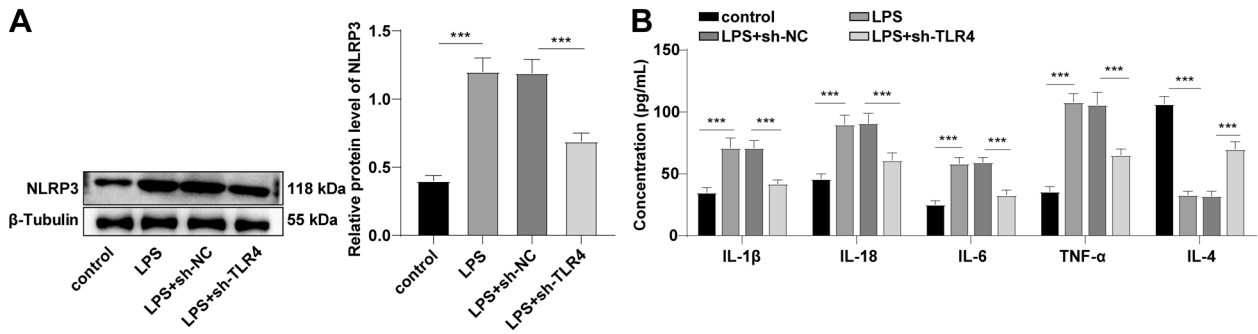 A
NLRP3
118 kDa
β-Tubulin
55 kDa
control
LPS
LPS+sh-NC
LPS+sh-TLR4
Relative protein level of NLRP3
1.5
1.0
0.5
0.0
***
***
control
LPS
LPS+sh-NC
LPS+sh-TLR4
B
control
LPS
LPS+sh-NC
LPS+sh-TLR4
Concentration (pg/mL)
150
100
50
0
***
***
***
***
***
***
***
***
***
***
IL-1β
IL-18
IL-6
TNF-α
IL-4